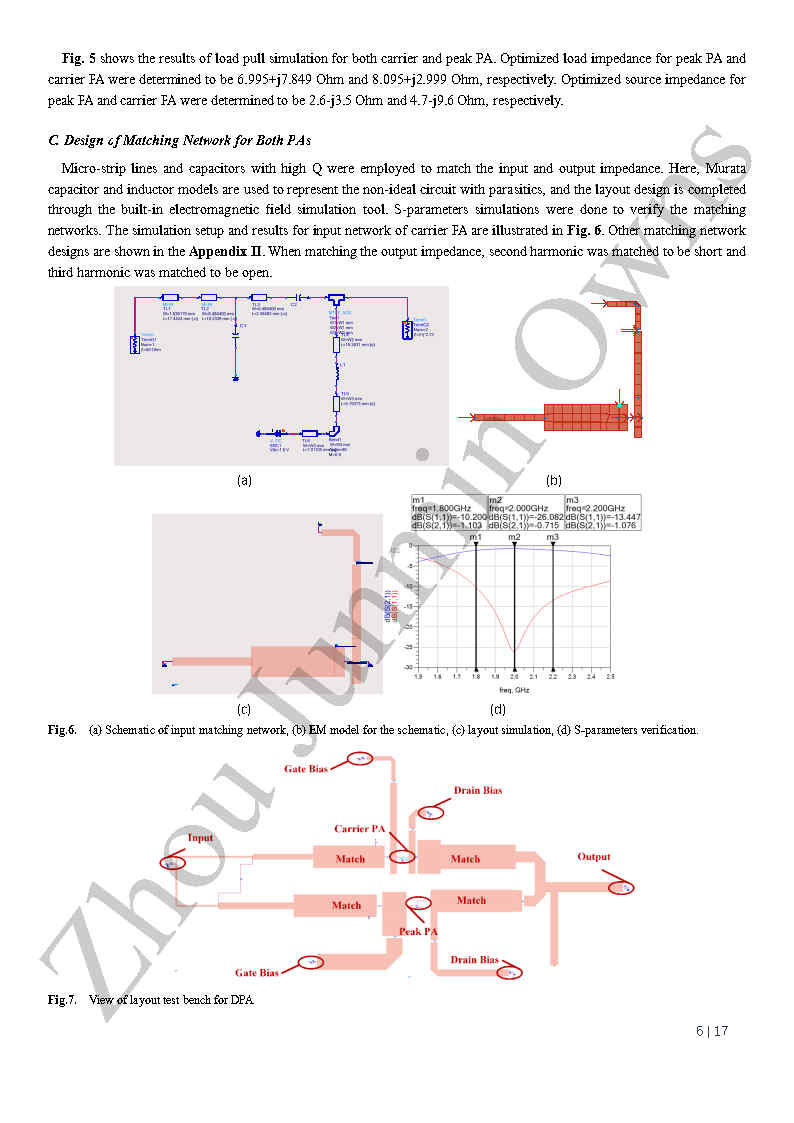 Fig. 5 shows the results of load pull simulation for both carrier and peak PA. Optimized load impedance for peak PA and
carrier PA were determined to be 6.995+j7.849 Ohm and 8.095+j2.999 Ohm, respectively. Optimized source impedance for
peak PA and carrier PA were determined to be 2.6-j3.5 Ohm and 4.7-j9.6 Ohm, respectively.
C. Design of Matching Network for Both PAs
Micro-strip lines and capacitors with high Q were employed to match the input and output impedance. Here, Murata
capacitor and inductor models are used to represent the non-ideal circuit with parasitics, and the layout design is completed
through the built-in electromagnetic field simulation tool. S-parameters simulations were done to verify the matching
networks. The simulation setup and results for input network of carrier PA are illustrated in Fig. 6. Other matching network
designs are shown in the Appendix II. When matching the output impedance, second harmonic was matched to be short and
third harmonic was matched to be open.
(a)
(b)
m1
freq=1.800GHz
dB(S(1,1))=-10.200
dB(S(2,1))=-1.103
m2
freq=2.000GHz
dB(S(1,1))=-26.082
dB(S(2,1))=-0.715
m3
freq=2.200GHz
dB(S(1,1))=-13.447
dB(S(2,1))=-1.076
m1 m2 m3
dB(S(2,1))
dB(S(1,1))
0
-5
-10
-15
-20
-25
-30
1.5 1.6 1.7 1.8 1.9 2.0 2.1 2.2 2.3 2.4 2.5
freq, GHz
(c)
(d)
Fig.6. (a) Schematic of input matching network, (b) EM model for the schematic, (c) layout simulation, (d) S-parameters verification.
Gate Bias
Drain Bias
Carrier PA
Input
Match
Match
Output
Match
Match
Peak PA
Gate Bias
Drain Bias
Fig.7. View of layout test bench for DPA
6 | 17
Zhou Junmin Owns